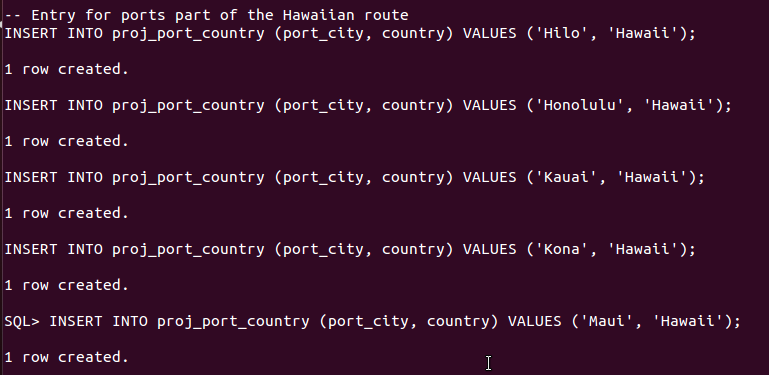 -- Entry for ports part of the Hawaiian route
INSERT INTO proj_port_country (port_city, country) VALUES ('Hilo', 'Hawaii');
1 row created.
INSERT INTO proj_port_country (port_city, country) VALUES ('Honolulu', 'Hawaii');
1 row created.
INSERT INTO proj_port_country (port_city, country) VALUES ('Kauai', 'Hawaii');
1 row created.
INSERT INTO proj_port_country (port_city, country) VALUES ('Kona', 'Hawaii');
1 row created.
SQL> INSERT INTO proj_port_country (port_city, country) VALUES ('Maui', 'Hawaii');
1 row created.